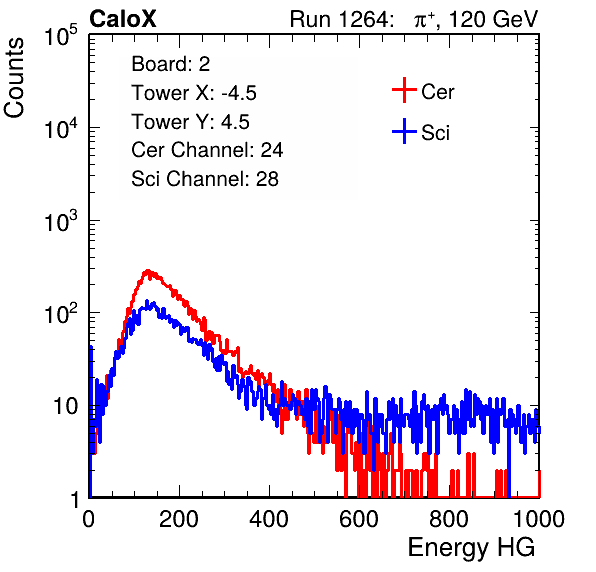 CaloX Run 1264: π⁺, 120 GeV
Board: 2
Tower X: -4.5
Tower Y: 4.5
Cer Channel: 24
Sci Channel: 28
Cer
Sci
Counts
10⁵
10⁴
10³
10²
10
1
0 200 400 600 800 1000
Energy HG